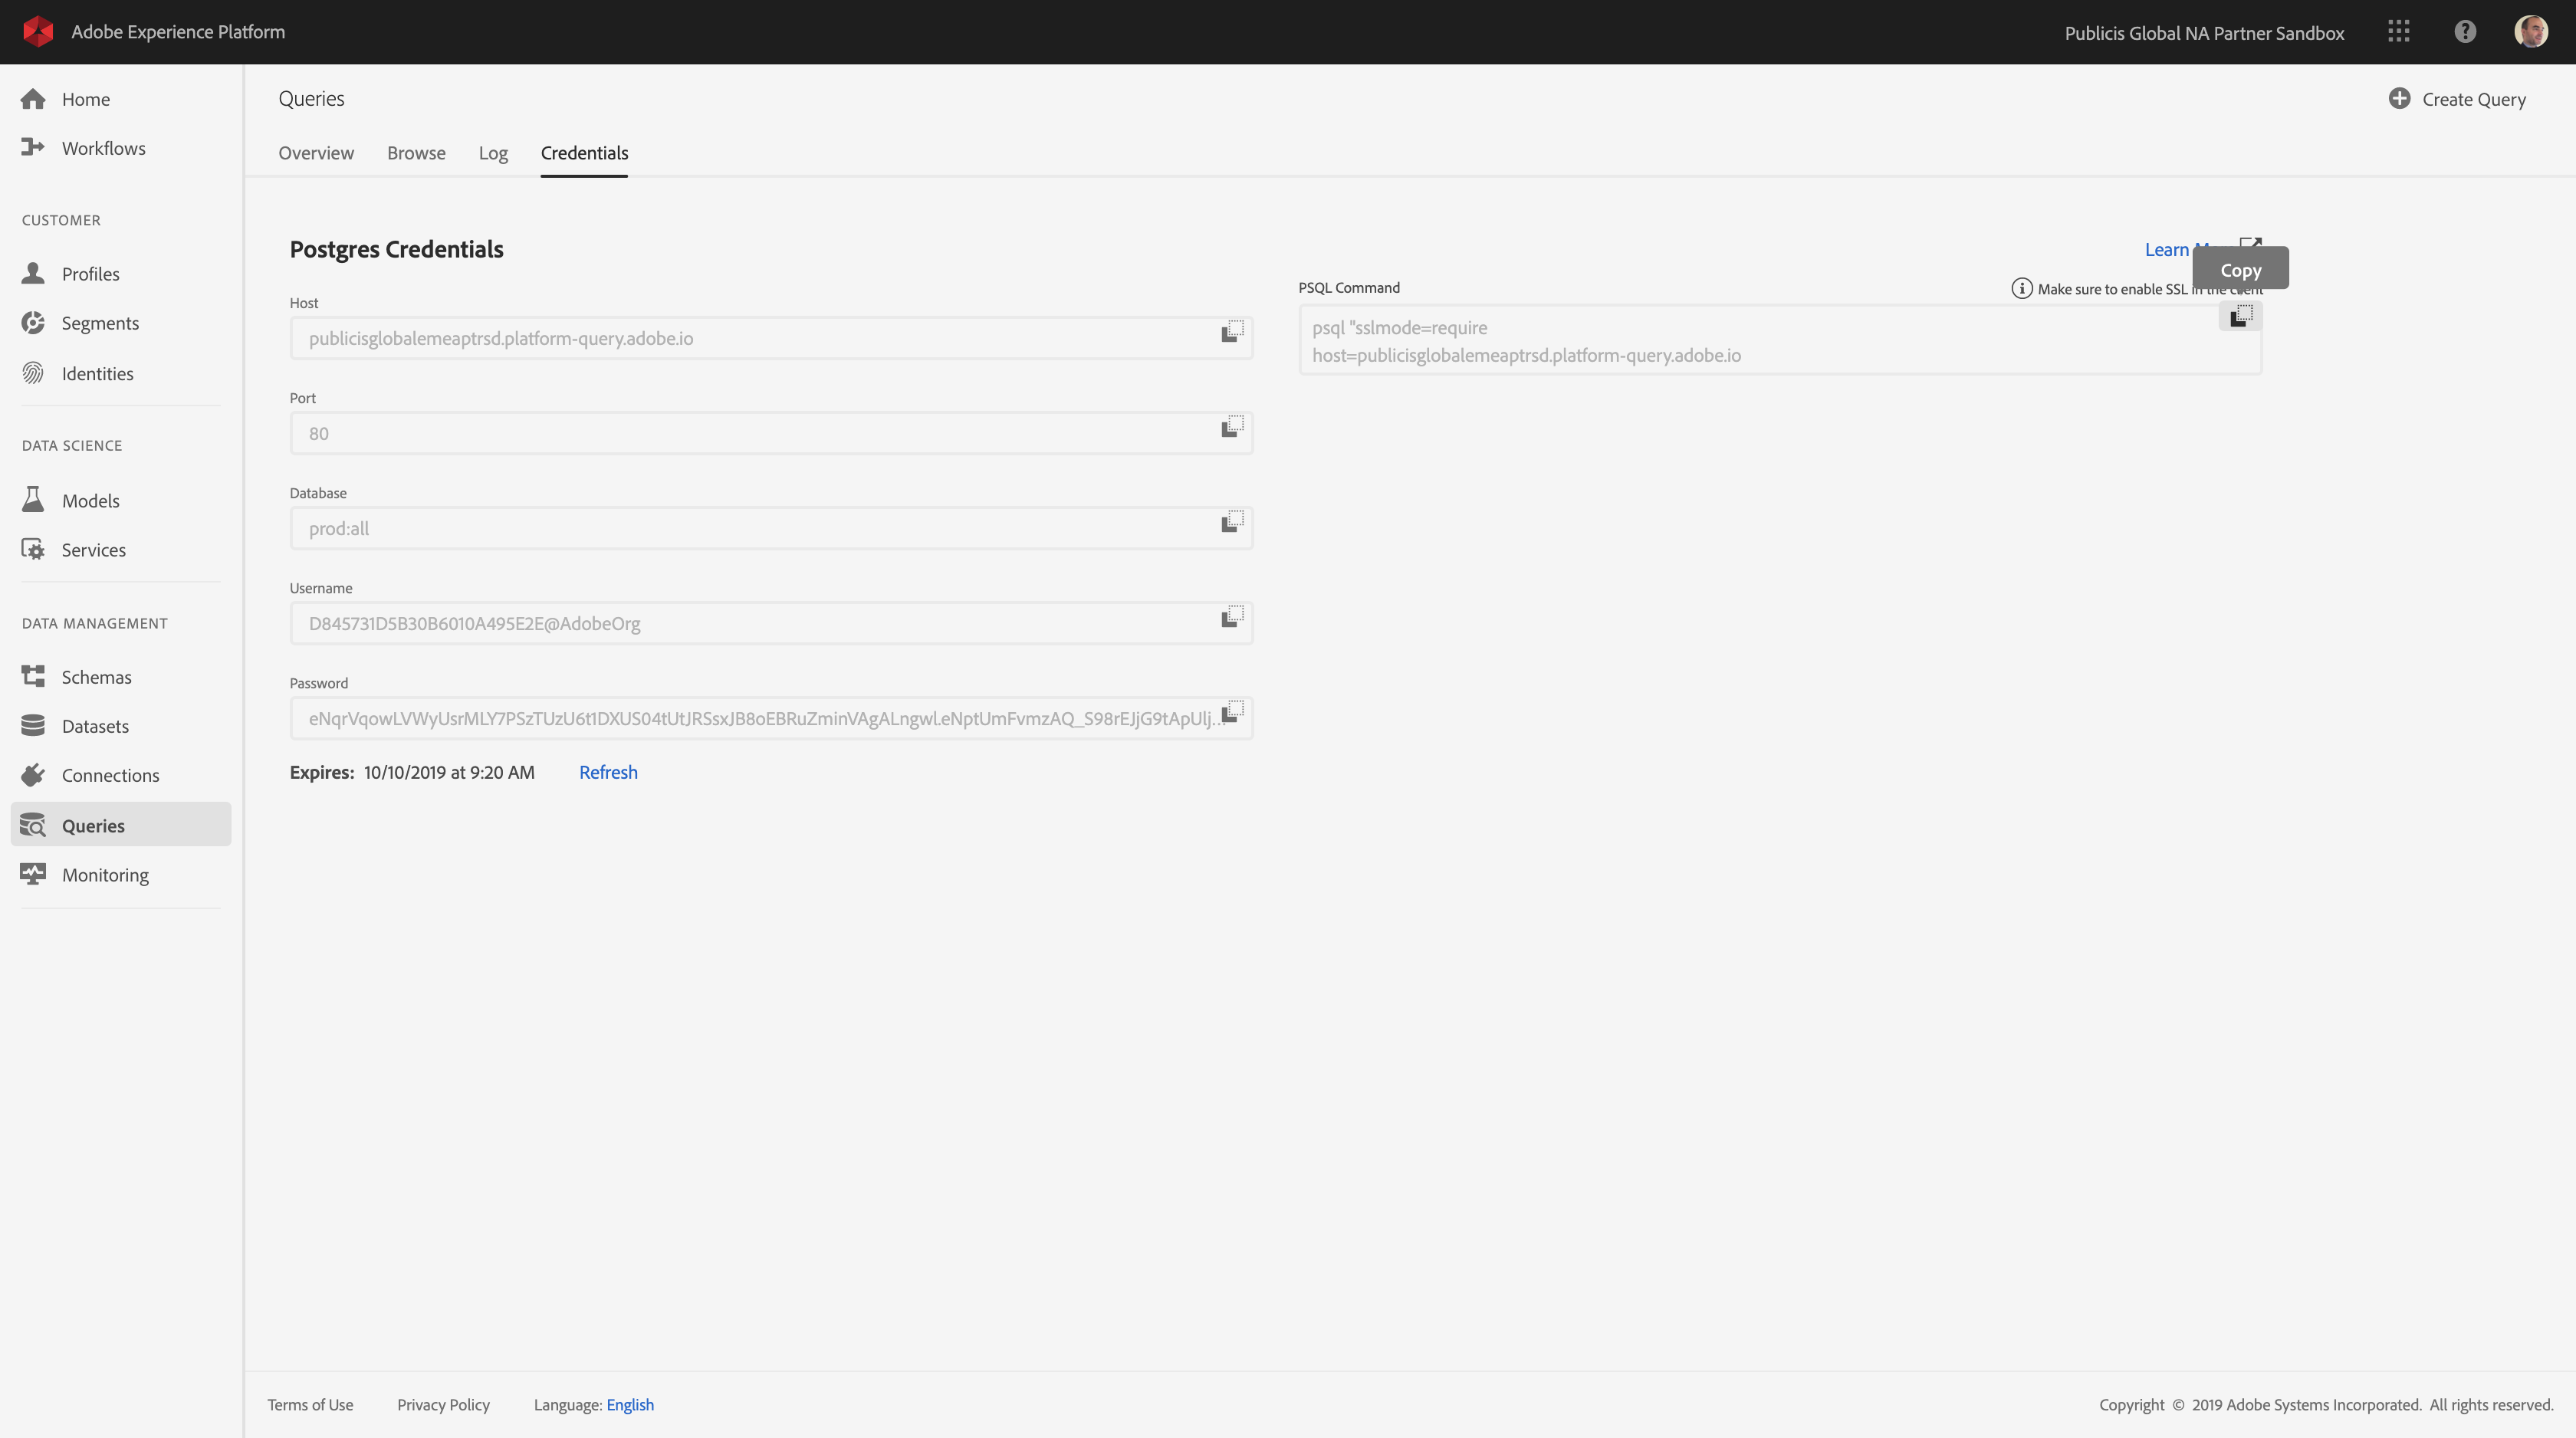 Adobe Experience Platform
Publicis Global NA Partner Sandbox
Home
Workflows
CUSTOMER
Profiles
Segments
Identities
DATA SCIENCE
Models
Services
DATA MANAGEMENT
Schemas
Datasets
Connections
Queries
Monitoring
Queries
Create Query
Overview Browse Log Credentials
Postgres Credentials
Learn
Copy
Host
publicisglobalemeaptrsd.platform-query.adobe.io
Port
80
Database
prod:all
Username
D845731D5B30B6010A495E2E@AdobeOrg
Password
eNqrVqowLVWyUsrMLY7PSzTUzU6t1DXUS04tUtJRSsxJB8oEBRuZminVAgALngwl.eNptUmFvmzAQ_S98rEJjG9tApUlj...
Expires: 10/10/2019 at 9:20 AM Refresh
PSQL Command
Make sure to enable SSL in the client
psql "sslmode=require
host=publicisglobalemeaptrsd.platform-query.adobe.io
Terms of Use Privacy Policy Language: English
Copyright © 2019 Adobe Systems Incorporated. All rights reserved.